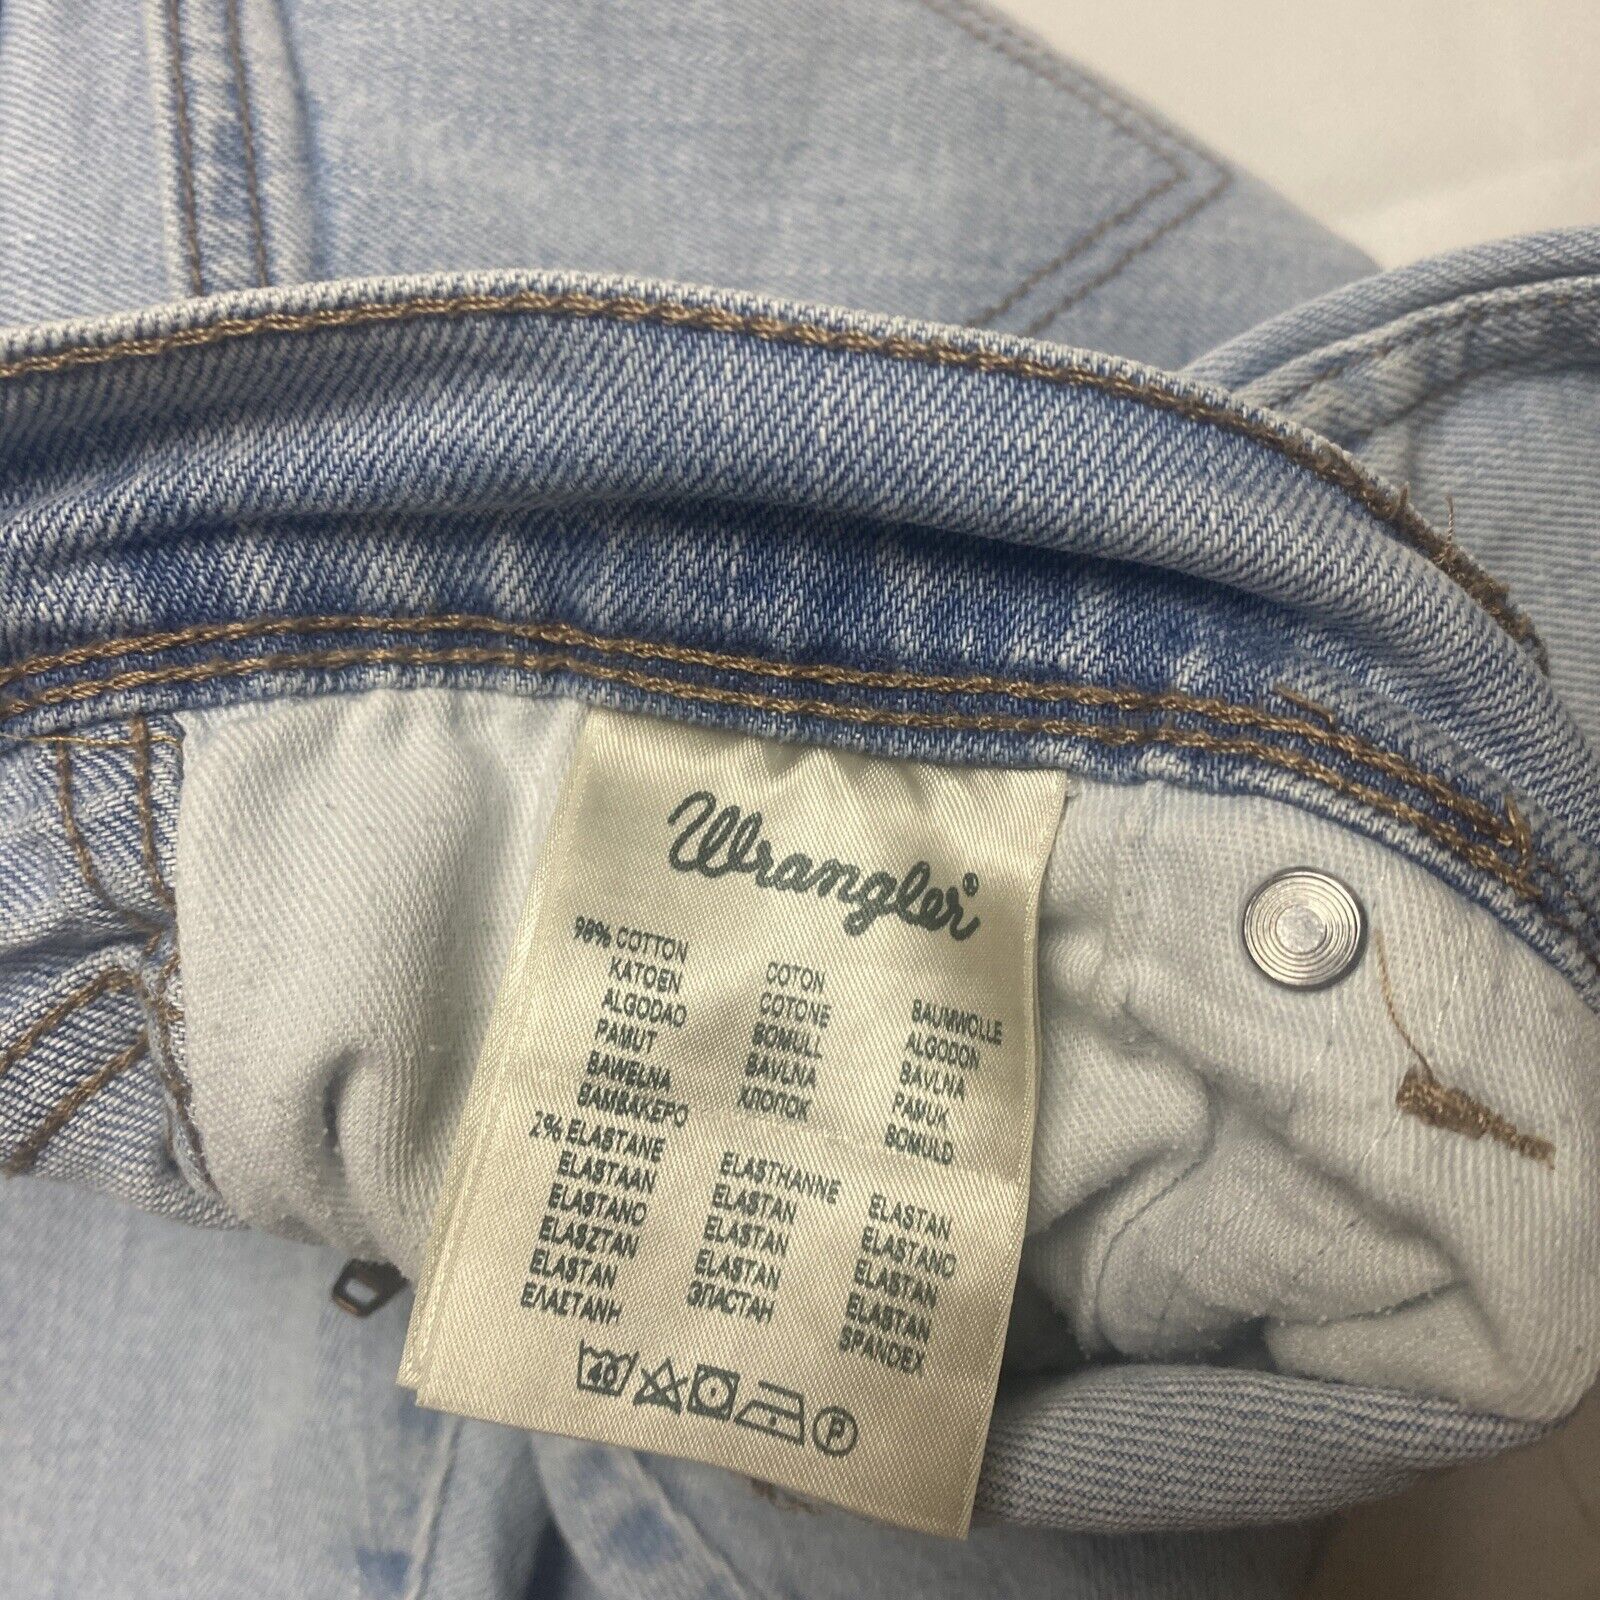 Wrangler®
98% COTTON COTON BAUMWOLLE
KATOEN COTONE ALGODON
ALGODAO BOMULL BAVLNA
PAMUT BAVLNA PAMUK
BAWEŁNA ХЛОПОК BOMULD
ΒΑΜΒΑΚΕΡΟ
2% ELASTANE ELASTHANNE ELASTAN
ELASTAAN ELASTAN ELASTANO
ELASTANO ELASTAN ELASTAN
ELASZTAN ELASTAN ELASTAN
ELASTAN ЭЛАСТАН SPANDEX
ΕΛΑΣΤΑΝΗ
40 P